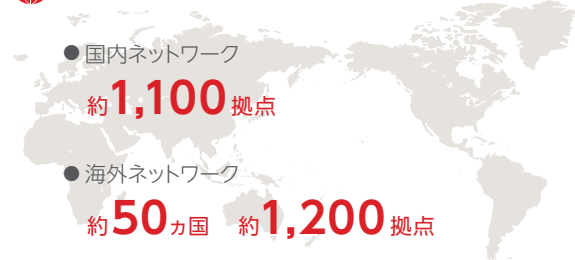 ● 国内ネットワーク
約1,100拠点
● 海外ネットワーク
約50ヵ国 約1,200拠点